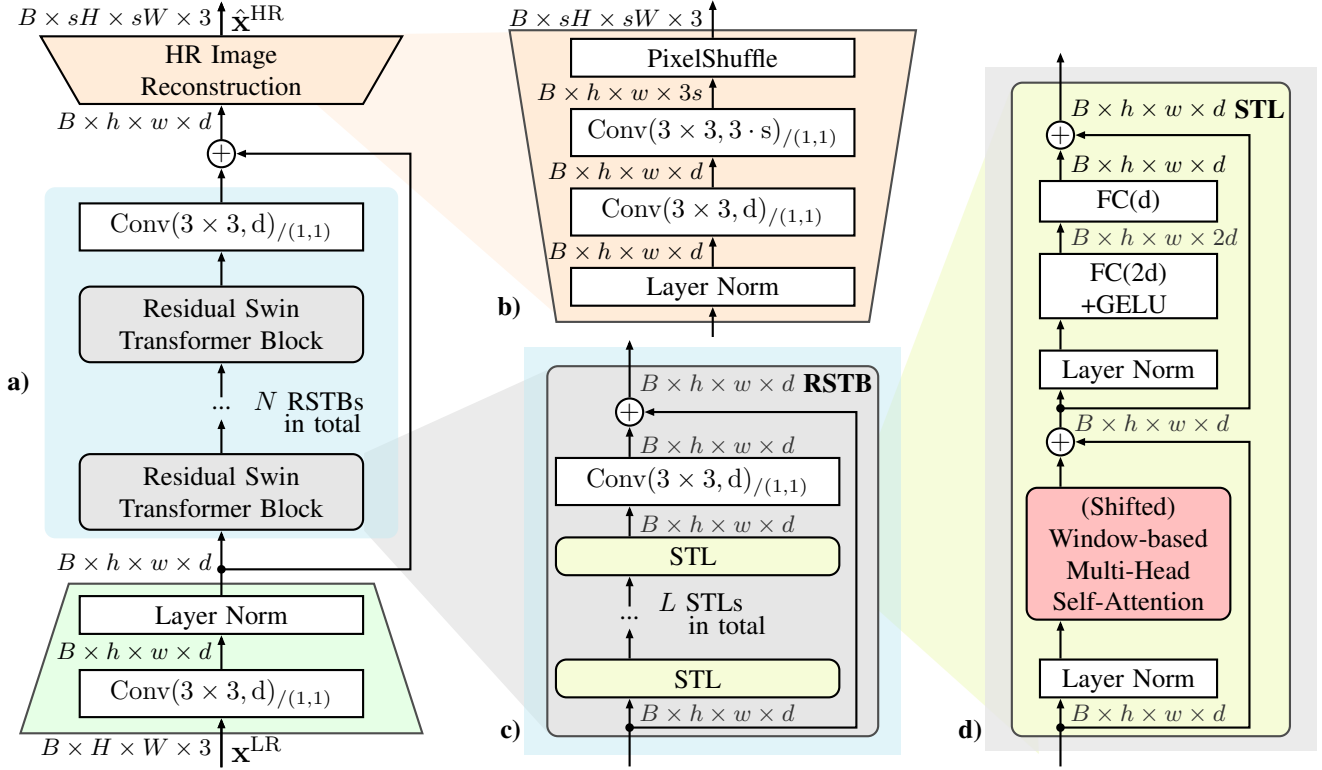 B × sH × sW × 3
x̂^HR
HR Image
Reconstruction
B × h × w × d
+
Conv(3 × 3, d)/(1,1)
Residual Swin
Transformer Block
a)
...
N RSTBs
in total
Residual Swin
Transformer Block
B × h × w × d
Layer Norm
B × h × w × d
Conv(3 × 3, d)/(1,1)
B × H × W × 3
x^LR
B × sH × sW × 3
PixelShuffle
B × h × w × 3s
Conv(3 × 3, 3 · s)/(1,1)
B × h × w × d
Conv(3 × 3, d)/(1,1)
B × h × w × d
Layer Norm
b)
B × h × w × d RSTB
+
B × h × w × d
Conv(3 × 3, d)/(1,1)
B × h × w × d
STL
L STLs
...
in total
STL
B × h × w × d
c)
B × h × w × d STL
+
B × h × w × d
FC(d)
B × h × w × 2d
FC(2d)
+GELU
Layer Norm
B × h × w × d
+
(Shifted)
Window-based
Multi-Head
Self-Attention
Layer Norm
B × h × w × d
d)